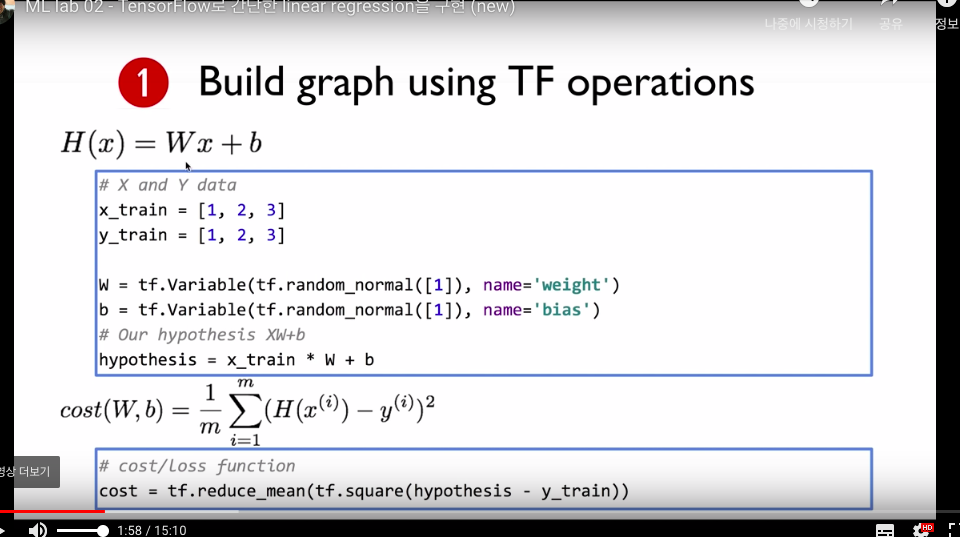 ML lab 02 - TensorFlow로 간단한 linear regression을 구현 (new)
나중에 시청하기 공유 정보
1 Build graph using TF operations
H(x) = Wx + b
# X and Y data
x_train = [1, 2, 3]
y_train = [1, 2, 3]
W = tf.Variable(tf.random_normal([1]), name='weight')
b = tf.Variable(tf.random_normal([1]), name='bias')
# Our hypothesis XW+b
hypothesis = x_train * W + b
cost(W, b) = \frac{1}{m} \sum_{i=1}^{m} (H(x^{(i)}) - y^{(i)})^2
영상 더보기
# cost/loss function
cost = tf.reduce_mean(tf.square(hypothesis - y_train))
1:58 / 15:10
HD